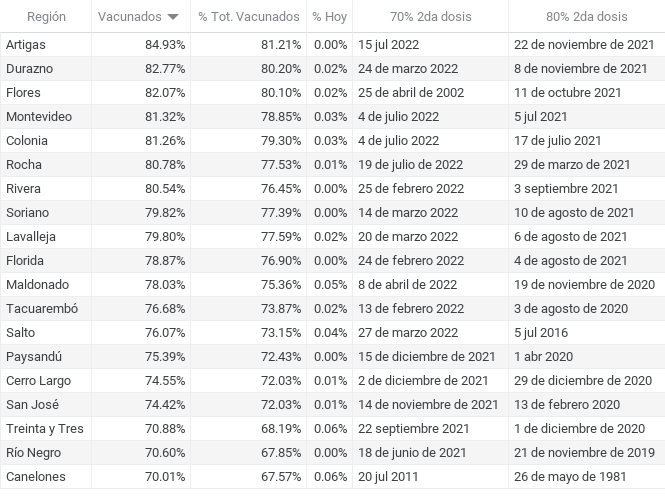 Región Vacunados % Tot. Vacunados % Hoy 70% 2da dosis 80% 2da dosis
Artigas 84.93% 81.21% 0.00% 15 jul 2022 22 de noviembre de 2021
Durazno 82.77% 80.20% 0.02% 24 de marzo 2022 8 de noviembre de 2021
Flores 82.07% 80.10% 0.02% 25 de abril de 2002 11 de octubre 2021
Montevideo 81.32% 78.85% 0.03% 4 de julio 2022 5 jul 2021
Colonia 81.26% 79.30% 0.03% 4 de julio 2022 17 de julio 2021
Rocha 80.78% 77.53% 0.01% 19 de julio de 2022 29 de marzo de 2021
Rivera 80.54% 76.45% 0.00% 25 de febrero 2022 3 septiembre 2021
Soriano 79.82% 77.39% 0.00% 14 de marzo 2022 10 de agosto de 2021
Lavalleja 79.80% 77.59% 0.02% 20 de marzo 2022 6 de agosto de 2021
Florida 78.87% 76.90% 0.00% 24 de febrero 2022 4 de agosto de 2021
Maldonado 78.03% 75.36% 0.05% 8 de abril de 2022 19 de noviembre de 2020
Tacuarembó 76.68% 73.87% 0.02% 13 de febrero 2022 3 de agosto de 2020
Salto 76.07% 73.15% 0.04% 27 de marzo 2022 5 jul 2016
Paysandú 75.39% 72.43% 0.00% 15 de diciembre de 2021 1 abr 2020
Cerro Largo 74.55% 72.03% 0.01% 2 de diciembre de 2021 29 de diciembre de 2020
San José 74.42% 72.03% 0.01% 14 de noviembre de 2021 13 de febrero 2020
Treinta y Tres 70.88% 68.19% 0.06% 22 septiembre 2021 1 de diciembre de 2020
Río Negro 70.60% 67.85% 0.00% 18 de junio de 2021 21 de noviembre de 2019
Canelones 70.01% 67.57% 0.06% 20 jul 2011 26 de mayo de 1981